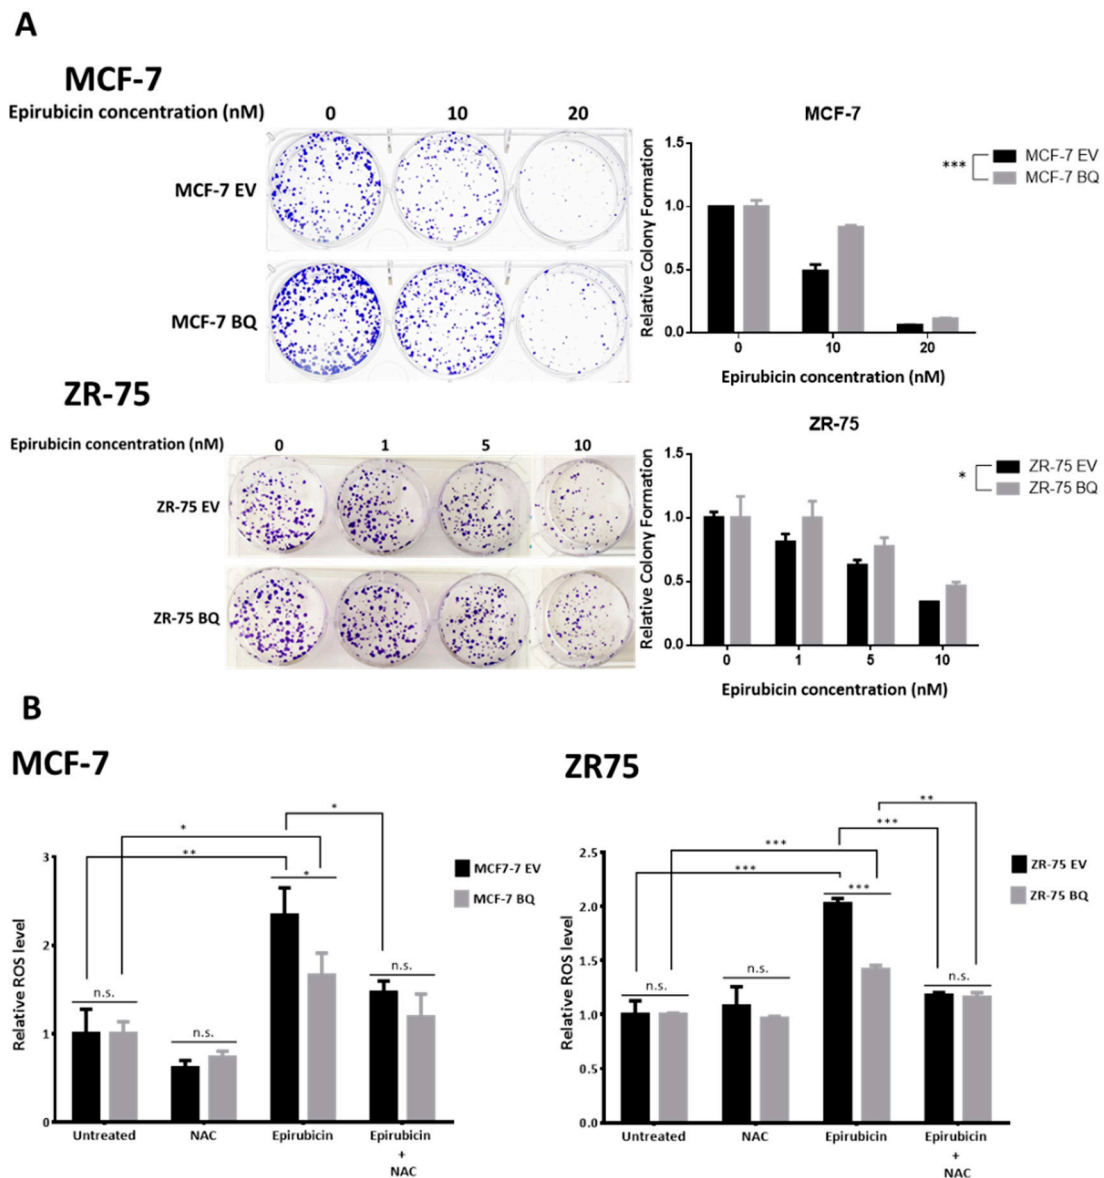 A
MCF-7
Epirubicin concentration (nM) 0 10 20
MCF-7 EV
MCF-7 BQ
MCF-7
Relative Colony Formation
1.5
1.0
0.5
0.0
0 10 20
Epirubicin concentration (nM)
***
MCF-7 EV
MCF-7 BQ
ZR-75
Epirubicin concentration (nM) 0 1 5 10
ZR-75 EV
ZR-75 BQ
ZR-75
Relative Colony Formation
1.5
1.0
0.5
0.0
0 1 5 10
Epirubicin concentration (nM)
*
ZR-75 EV
ZR-75 BQ
B
MCF-7
Relative ROS level
3
2
1
0
*
*
**
*
n.s.
n.s.
n.s.
MCF7-7 EV
MCF-7 BQ
Untreated NAC Epirubicin Epirubicin
+
NAC
ZR75
Relative ROS level
2.5
2.0
1.5
1.0
0.5
0.0
**
***
***
***
***
n.s.
n.s.
n.s.
ZR-75 EV
ZR-75 BQ
Untreated NAC Epirubicin Epirubicin
+
NAC